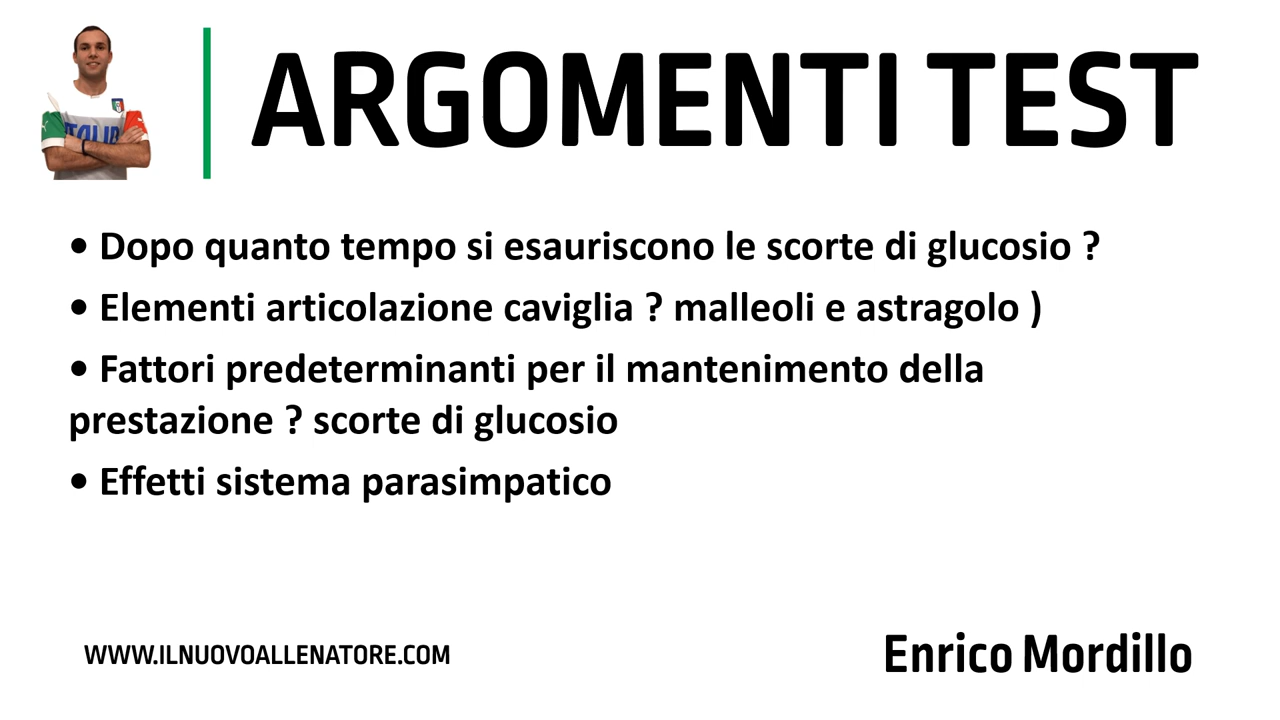 ITALIA
ARGOMENTI TEST
• Dopo quanto tempo si esauriscono le scorte di glucosio ?
• Elementi articolazione caviglia ? malleoli e astragolo )
• Fattori predeterminanti per il mantenimento della
prestazione ? scorte di glucosio
• Effetti sistema parasimpatico
WWW.ILNUOVOALLENATORE.COM
Enrico Mordillo